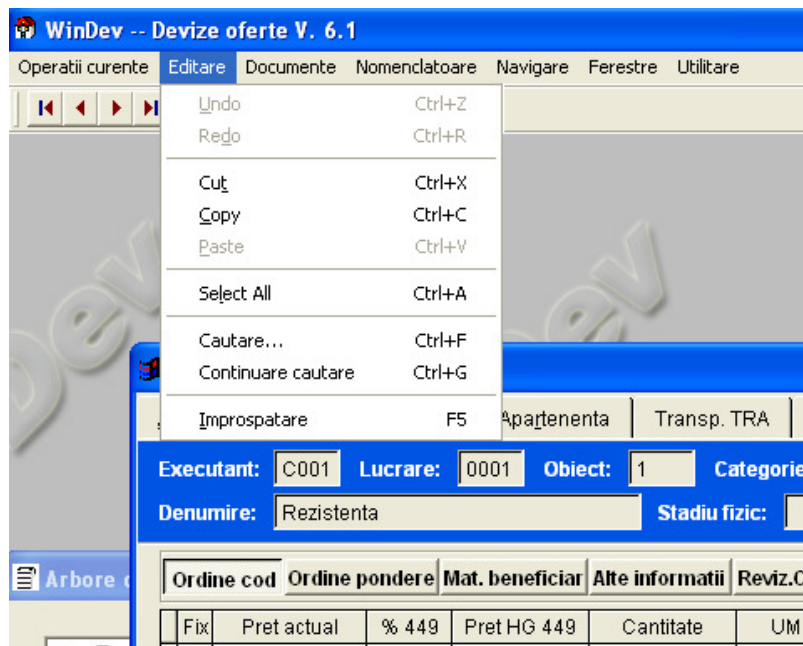 WinDev -- Devize oferte V. 6.1
Operatii curente Editare Documente Nomenclatoare Navigare Ferestre Utilitare
Undo Ctrl+Z
Redo Ctrl+R
Cut Ctrl+X
Copy Ctrl+C
Paste Ctrl+V
Select All Ctrl+A
Cautare... Ctrl+F
Continuare cautare Ctrl+G
Improspatare F5
Apartenenta Transp. TRA
Executant: C001 Lucrare: 0001 Obiect: 1 Categorie
Denumire: Rezistenta Stadiu fizic:
Arbore
Ordine cod Ordine pondere Mat. beneficiar Alte informatii Reviz.
Fix Pret actual % 449 Pret HG 449 Cantitate UM
Dev
Dev